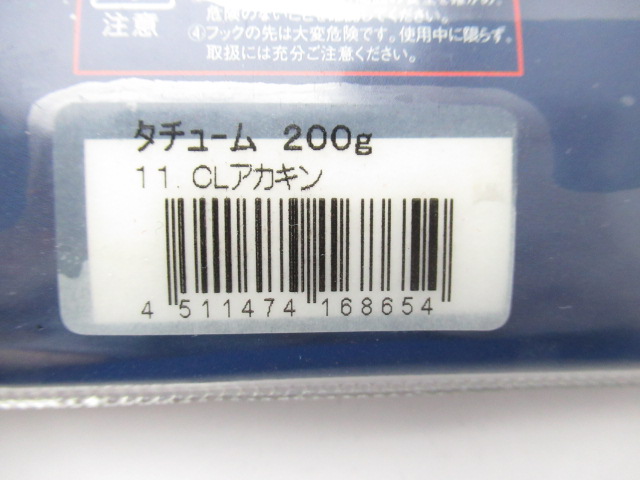 注意
④フックの先は大変危険です。使用中に限らず、
取扱には充分ご注意ください。
タチューム 200g
11.CLアカキン
4 511474 168654